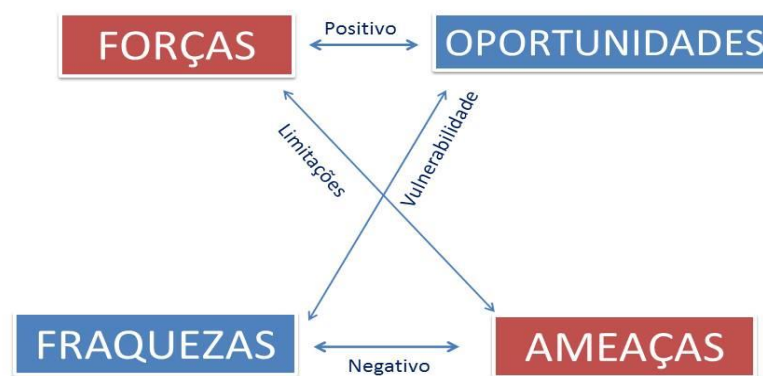 FORÇAS
Positivo
OPORTUNIDADES
Limitações
Vulnerabilidade
FRAQUEZAS
Negativo
AMEAÇAS